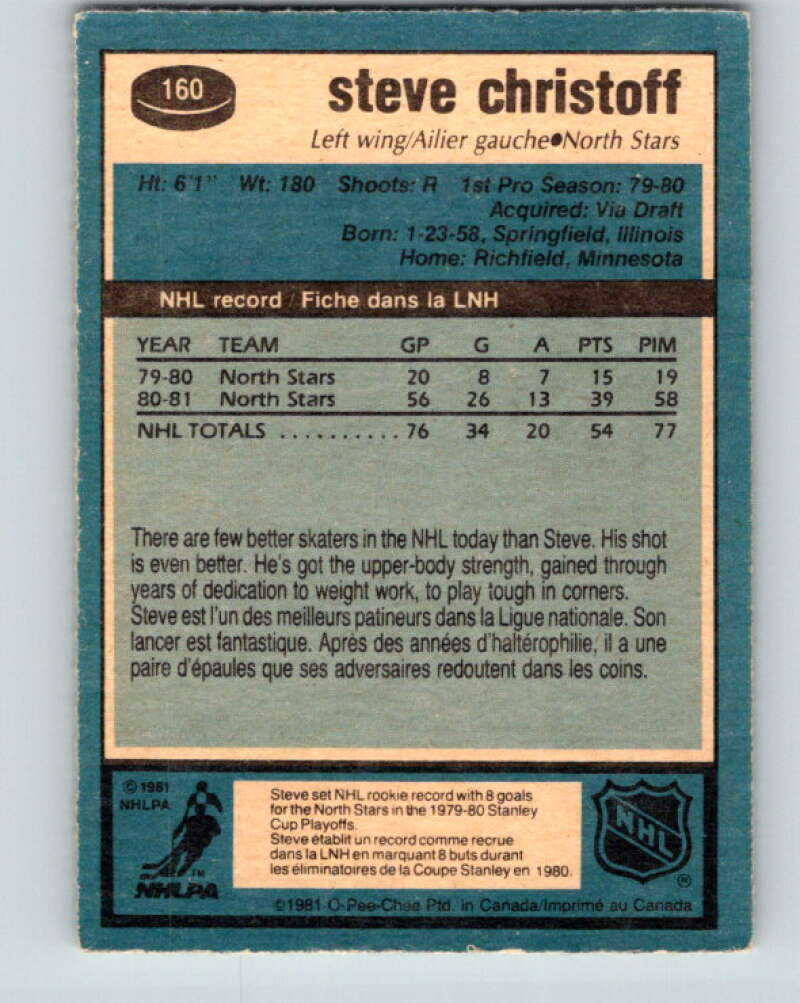 160
steve christoff
Left wing/Ailier gauche●North Stars
Ht: 6'1" Wt: 180 Shoots: R 1st Pro Season: 79-80
Acquired: Via Draft
Born: 1-23-58, Springfield, Illinois
Home: Richfield, Minnesota
NHL record / Fiche dans la LNH
YEAR TEAM GP G A PTS PIM
79-80 North Stars 20 8 7 15 19
80-81 North Stars 56 26 13 39 58
NHL TOTALS .......... 76 34 20 54 77
There are few better skaters in the NHL today than Steve. His shot
is even better. He's got the upper-body strength, gained through
years of dedication to weight work, to play tough in corners.
Steve est l'un des meilleurs patineurs dans la Ligue nationale. Son
lancer est fantastique. Après des années d'haltérophilie, il a une
paire d'épaules que ses adversaires redoutent dans les coins.
© 1981
NHLPA
TM
NHLPA
Steve set NHL rookie record with 8 goals
for the North Stars in the 1979-80 Stanley
Cup Playoffs.
Steve établit un record comme recrue
dans la LNH en marquant 8 buts durant
les éliminatoires de la Coupe Stanley en 1980.
NHL
®
©1981 O-Pee-Chee Ptd. in Canada/Imprimé au Canada